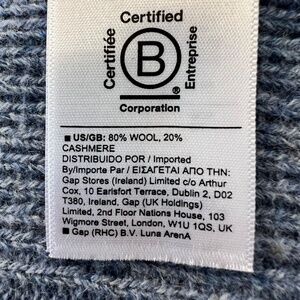 Certified
Certifiée
B
Entreprise
Corporation
■ US/GB: 80% WOOL, 20%
CASHMERE
DISTRIBUIDO POR / Imported
By/Importe Par / ΕΙΣΑΓΕΤΑΙ ΑΠΟ ΤΗΝ:
Gap Stores (Ireland) Limited c/o Arthur
Cox, 10 Earlsfort Terrace, Dublin 2, D02
T380, Ireland, Gap (UK Holdings)
Limited, 2nd Floor Nations House, 103
Wigmore Street, London, W1U 1QS, UK
■ Gap (RHC) B.V. Luna ArenA